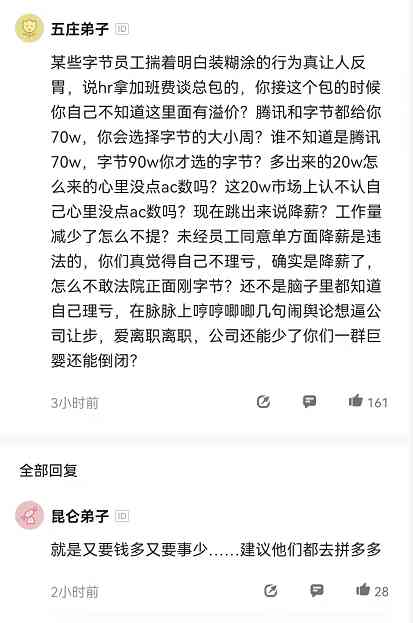 五庄弟子 ID
某些字节员工揣着明白装糊涂的行为真让人反
胃，说hr拿加班费谈总包的，你接这个包的时候
你自己不知道这里面有溢价？腾讯和字节都给你
70w，你会选择字节的大小周？谁不知道是腾讯
70w，字节90w你才选的字节？多出来的20w怎
么来的心里没点ac数吗？这20w市场上认不认自
己心里没点ac数吗？现在跳出来说降薪？工作量
减少了怎么不提？未经员工同意单方面降薪是违
法的，你们真觉得自己不理亏，确实是降薪了，
怎么不敢法院正面刚字节？还不是脑子里都知道
自己理亏，在脉脉上哼哼唧唧几句闹舆论想逼公
司让步，爱离职离职，公司还能少了你们一群巨
婴还能倒闭？
3小时前 161
全部回复
昆仑弟子 ID
就是又要钱多又要事少......建议他们都去拼多多
2小时前 28